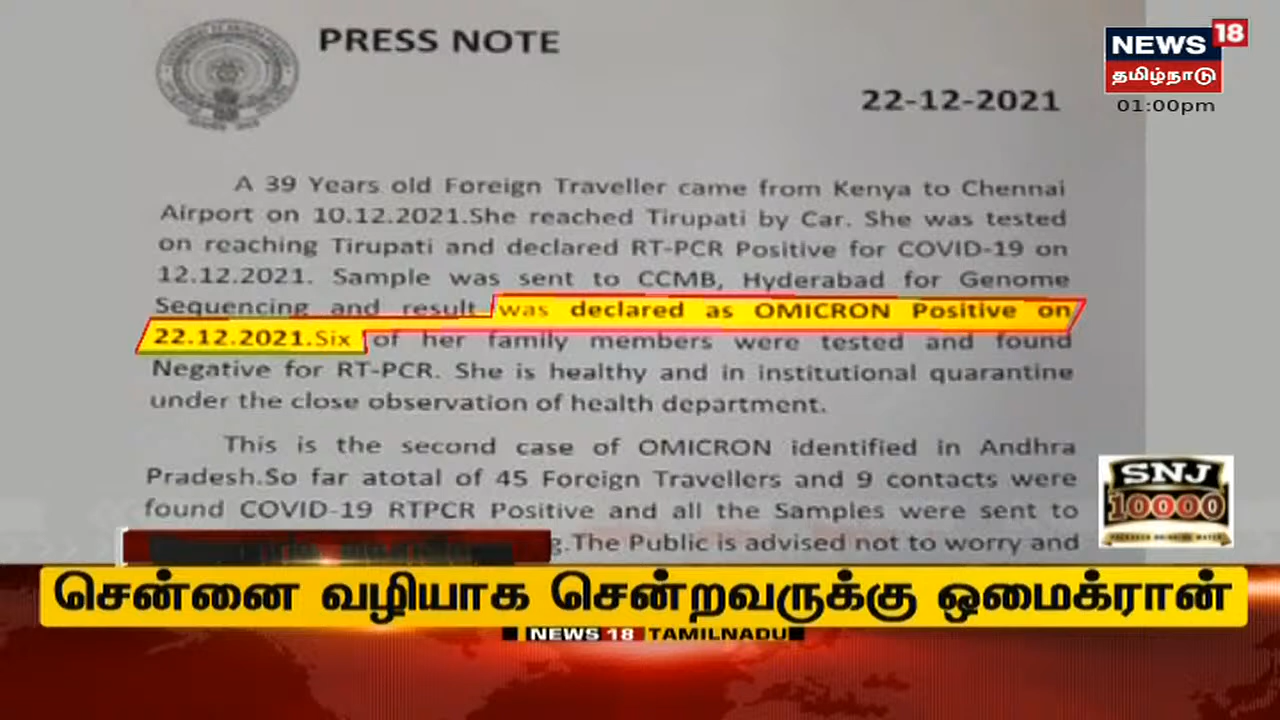 PRESS NOTE
NEWS 18
தமிழ்நாடு
01:00pm
22-12-2021
A 39 Years old Foreign Traveller came from Kenya to Chennai
Airport on 10.12.2021.She reached Tirupati by Car. She was tested
on reaching Tirupati and declared RT-PCR Positive for COVID-19 on
12.12.2021. Sample was sent to CCMB, Hyderabad for Genome
Sequencing and result was declared as OMICRON Positive on
22.12.2021.Six of her family members were tested and found
Negative for RT-PCR. She is healthy and in institutional quarantine
under the close observation of health department.
This is the second case of OMICRON identified in Andhra
Pradesh.So far atotal of 45 Foreign Travellers and 9 contacts were
found COVID-19 RTPCR Positive and all the Samples were sent to
The Public is advised not to worry and
SNJ
10000
PACKAGED DRINKING WATER
சென்னை வழியாக சென்றவருக்கு ஒமைக்ரான்
NEWS 18 TAMILNADU